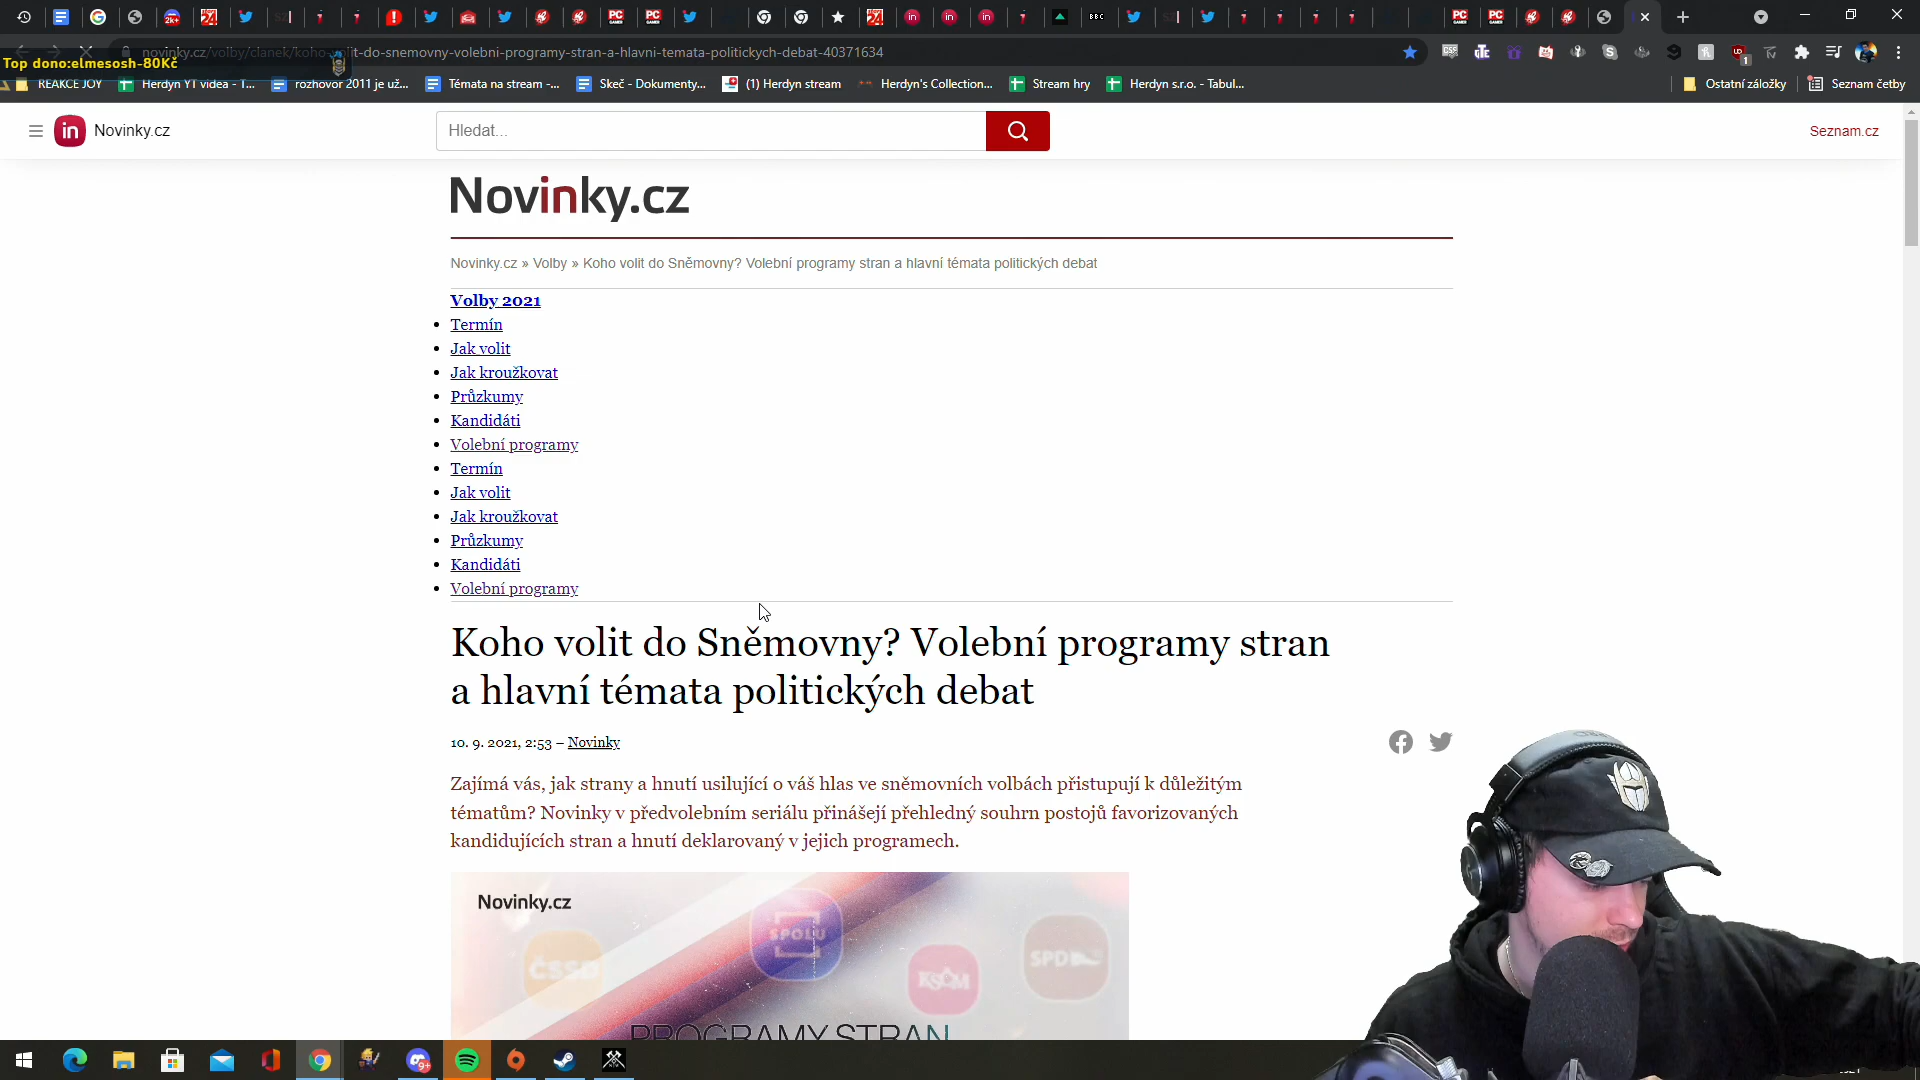 novinky.cz/volby/clanek/koho-volit-do-snemovny-volebni-programy-stran-a-hlavni-temata-politickych-debat-40371634
Top dono:elmesosh-80Kč
REAKCE JOY
Herdyn YT videa - T...
rozhovor 2011 je už...
Témata na stream -...
Skeč - Dokumenty...
(1) Herdyn stream
Herdyn's Collection...
Stream hry
Herdyn s.r.o. - Tabul...
Ostatní záložky
Seznam četby
in Novinky.cz
Hledat...
Seznam.cz
Novinky.cz
Novinky.cz » Volby » Koho volit do Sněmovny? Volební programy stran a hlavní témata politických debat
Volby 2021
Termín
Jak volit
Jak kroužkovat
Průzkumy
Kandidáti
Volební programy
Termín
Jak volit
Jak kroužkovat
Průzkumy
Kandidáti
Volební programy
Koho volit do Sněmovny? Volební programy stran
a hlavní témata politických debat
10. 9. 2021, 2:53 – Novinky
Zajímá vás, jak strany a hnutí usilující o váš hlas ve sněmovních volbách přistupují k důležitým
tématům? Novinky v předvolebním seriálu přinášejí přehledný souhrn postojů favorizovaných
kandidujících stran a hnutí deklarovaný v jejich programech.
Novinky.cz
SPOLU
ČSSD
KSČM
SPD
PROGRAMY STRAN